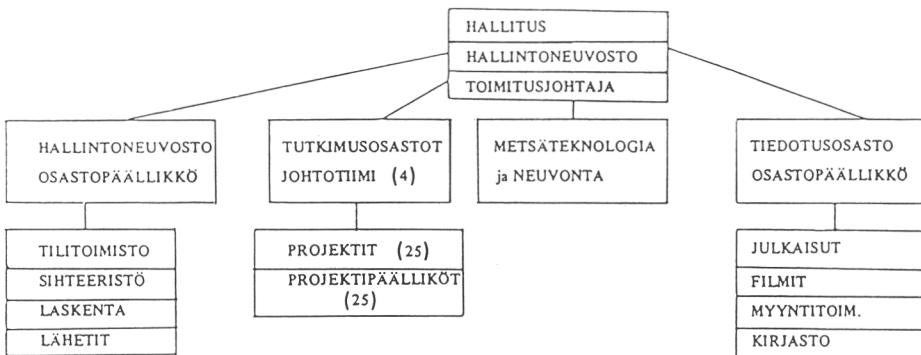 HALLITUS
HALLINTONEUVOSTO
TOIMITUSJOHTAJA
HALLINTONEUVOSTO
OSASTOPÄÄLLIKKÖ
TUTKIMUSOSASTOT
JOHTOTIIMI (4)
METSÄTEKNOLOGIA
ja NEUVONTA
TIEDOTUSOSASTO
OSASTOPÄÄLLIKKÖ
TILITOIMISTO
SIHTEERISTÖ
LASKENTA
LÄHETIT
PROJEKTIT (25)
PROJEKTIPÄÄLLIKÖT
(25)
JULKAISUT
FILMIT
MYYNTITOIM.
KIRJASTO